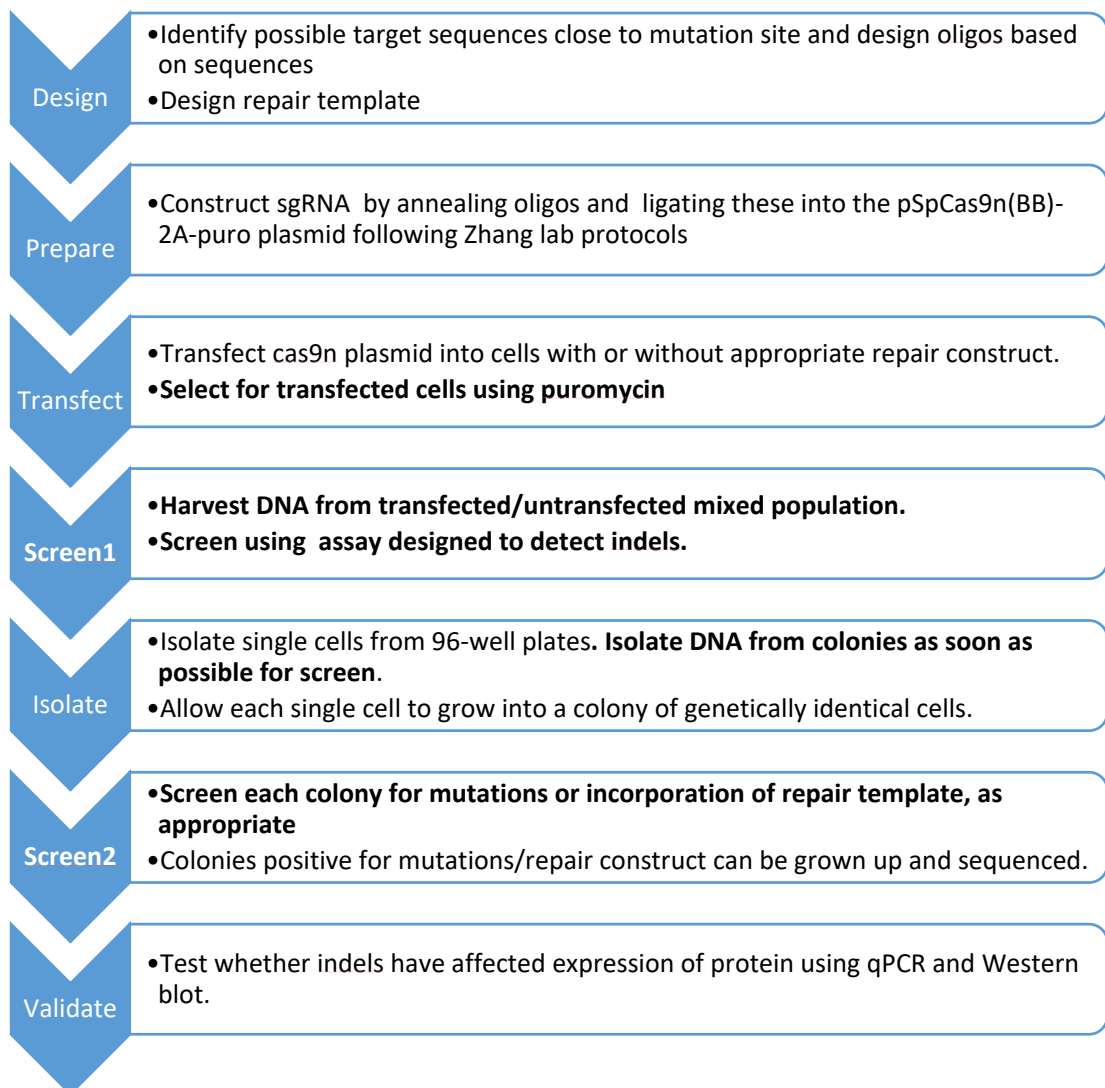 Design
•Identify possible target sequences close to mutation site and design oligos based
on sequences
•Design repair template
Prepare
•Construct sgRNA by annealing oligos and ligating these into the pSpCas9n(BB)-
2A-puro plasmid following Zhang lab protocols
Transfect
•Transfect cas9n plasmid into cells with or without appropriate repair construct.
•Select for transfected cells using puromycin
Screen1
•Harvest DNA from transfected/untransfected mixed population.
•Screen using assay designed to detect indels.
Isolate
•Isolate single cells from 96-well plates. Isolate DNA from colonies as soon as
possible for screen.
•Allow each single cell to grow into a colony of genetically identical cells.
Screen2
•Screen each colony for mutations or incorporation of repair template, as
appropriate
•Colonies positive for mutations/repair construct can be grown up and sequenced.
Validate
•Test whether indels have affected expression of protein using qPCR and Western
blot.